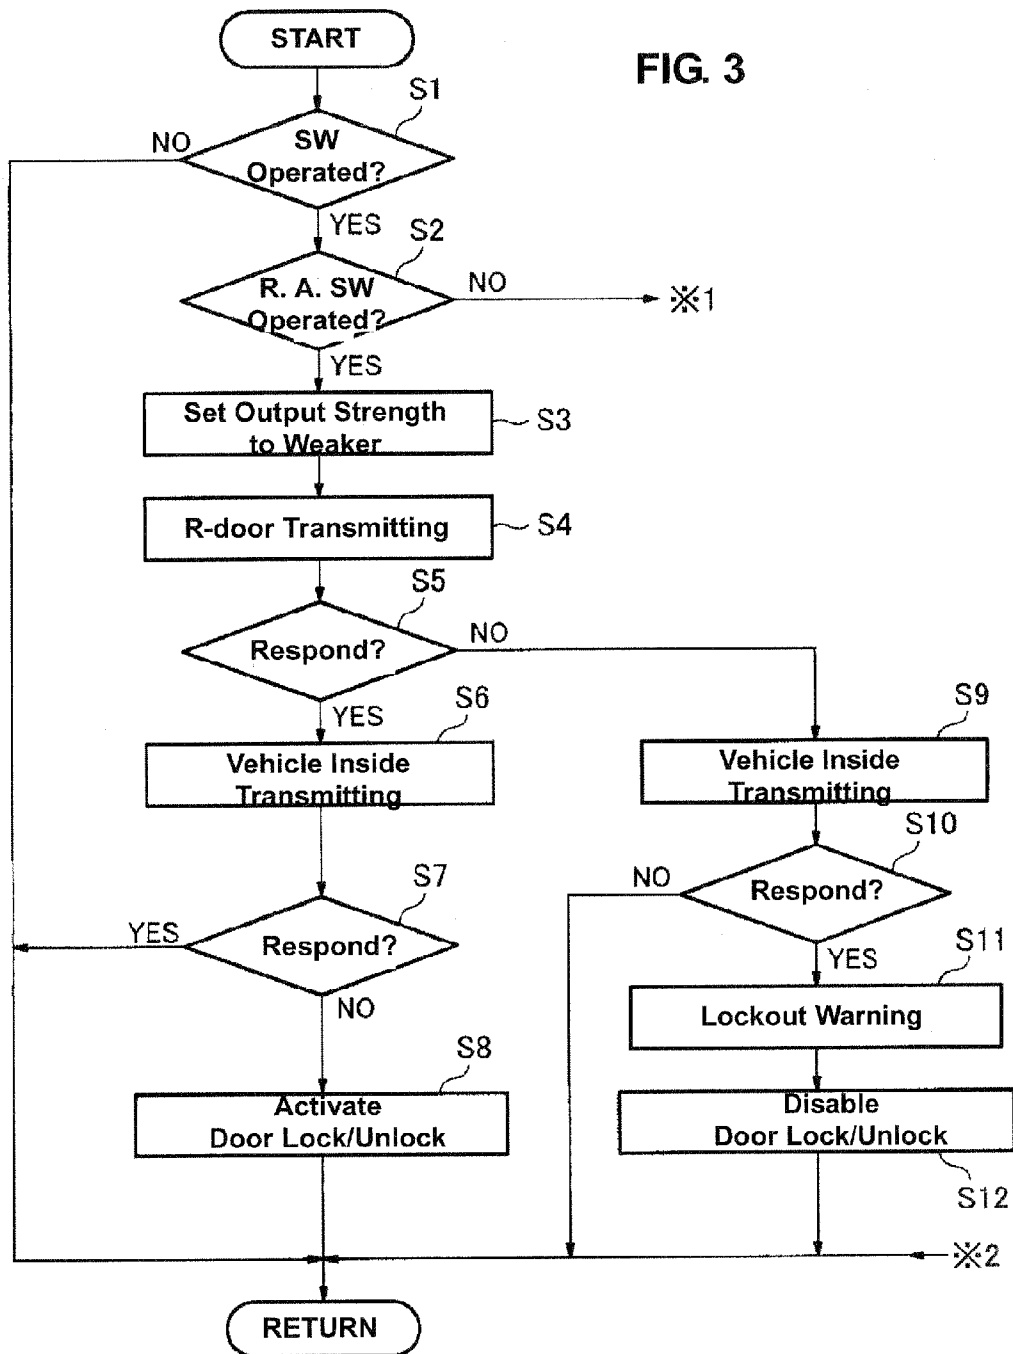 START
FIG. 3
S1
NO
SW
Operated?
YES
S2
R. A. SW
Operated?
NO
※1
YES
Set Output Strength
to Weaker
S3
R-door Transmitting
S4
S5
Respond?
NO
YES
S6
Vehicle Inside
Transmitting
S9
Vehicle Inside
Transmitting
S10
NO
Respond?
S7
YES
Respond?
NO
YES
S11
Lockout Warning
S8
Activate
Door Lock/Unlock
Disable
Door Lock/Unlock
S12
※2
RETURN